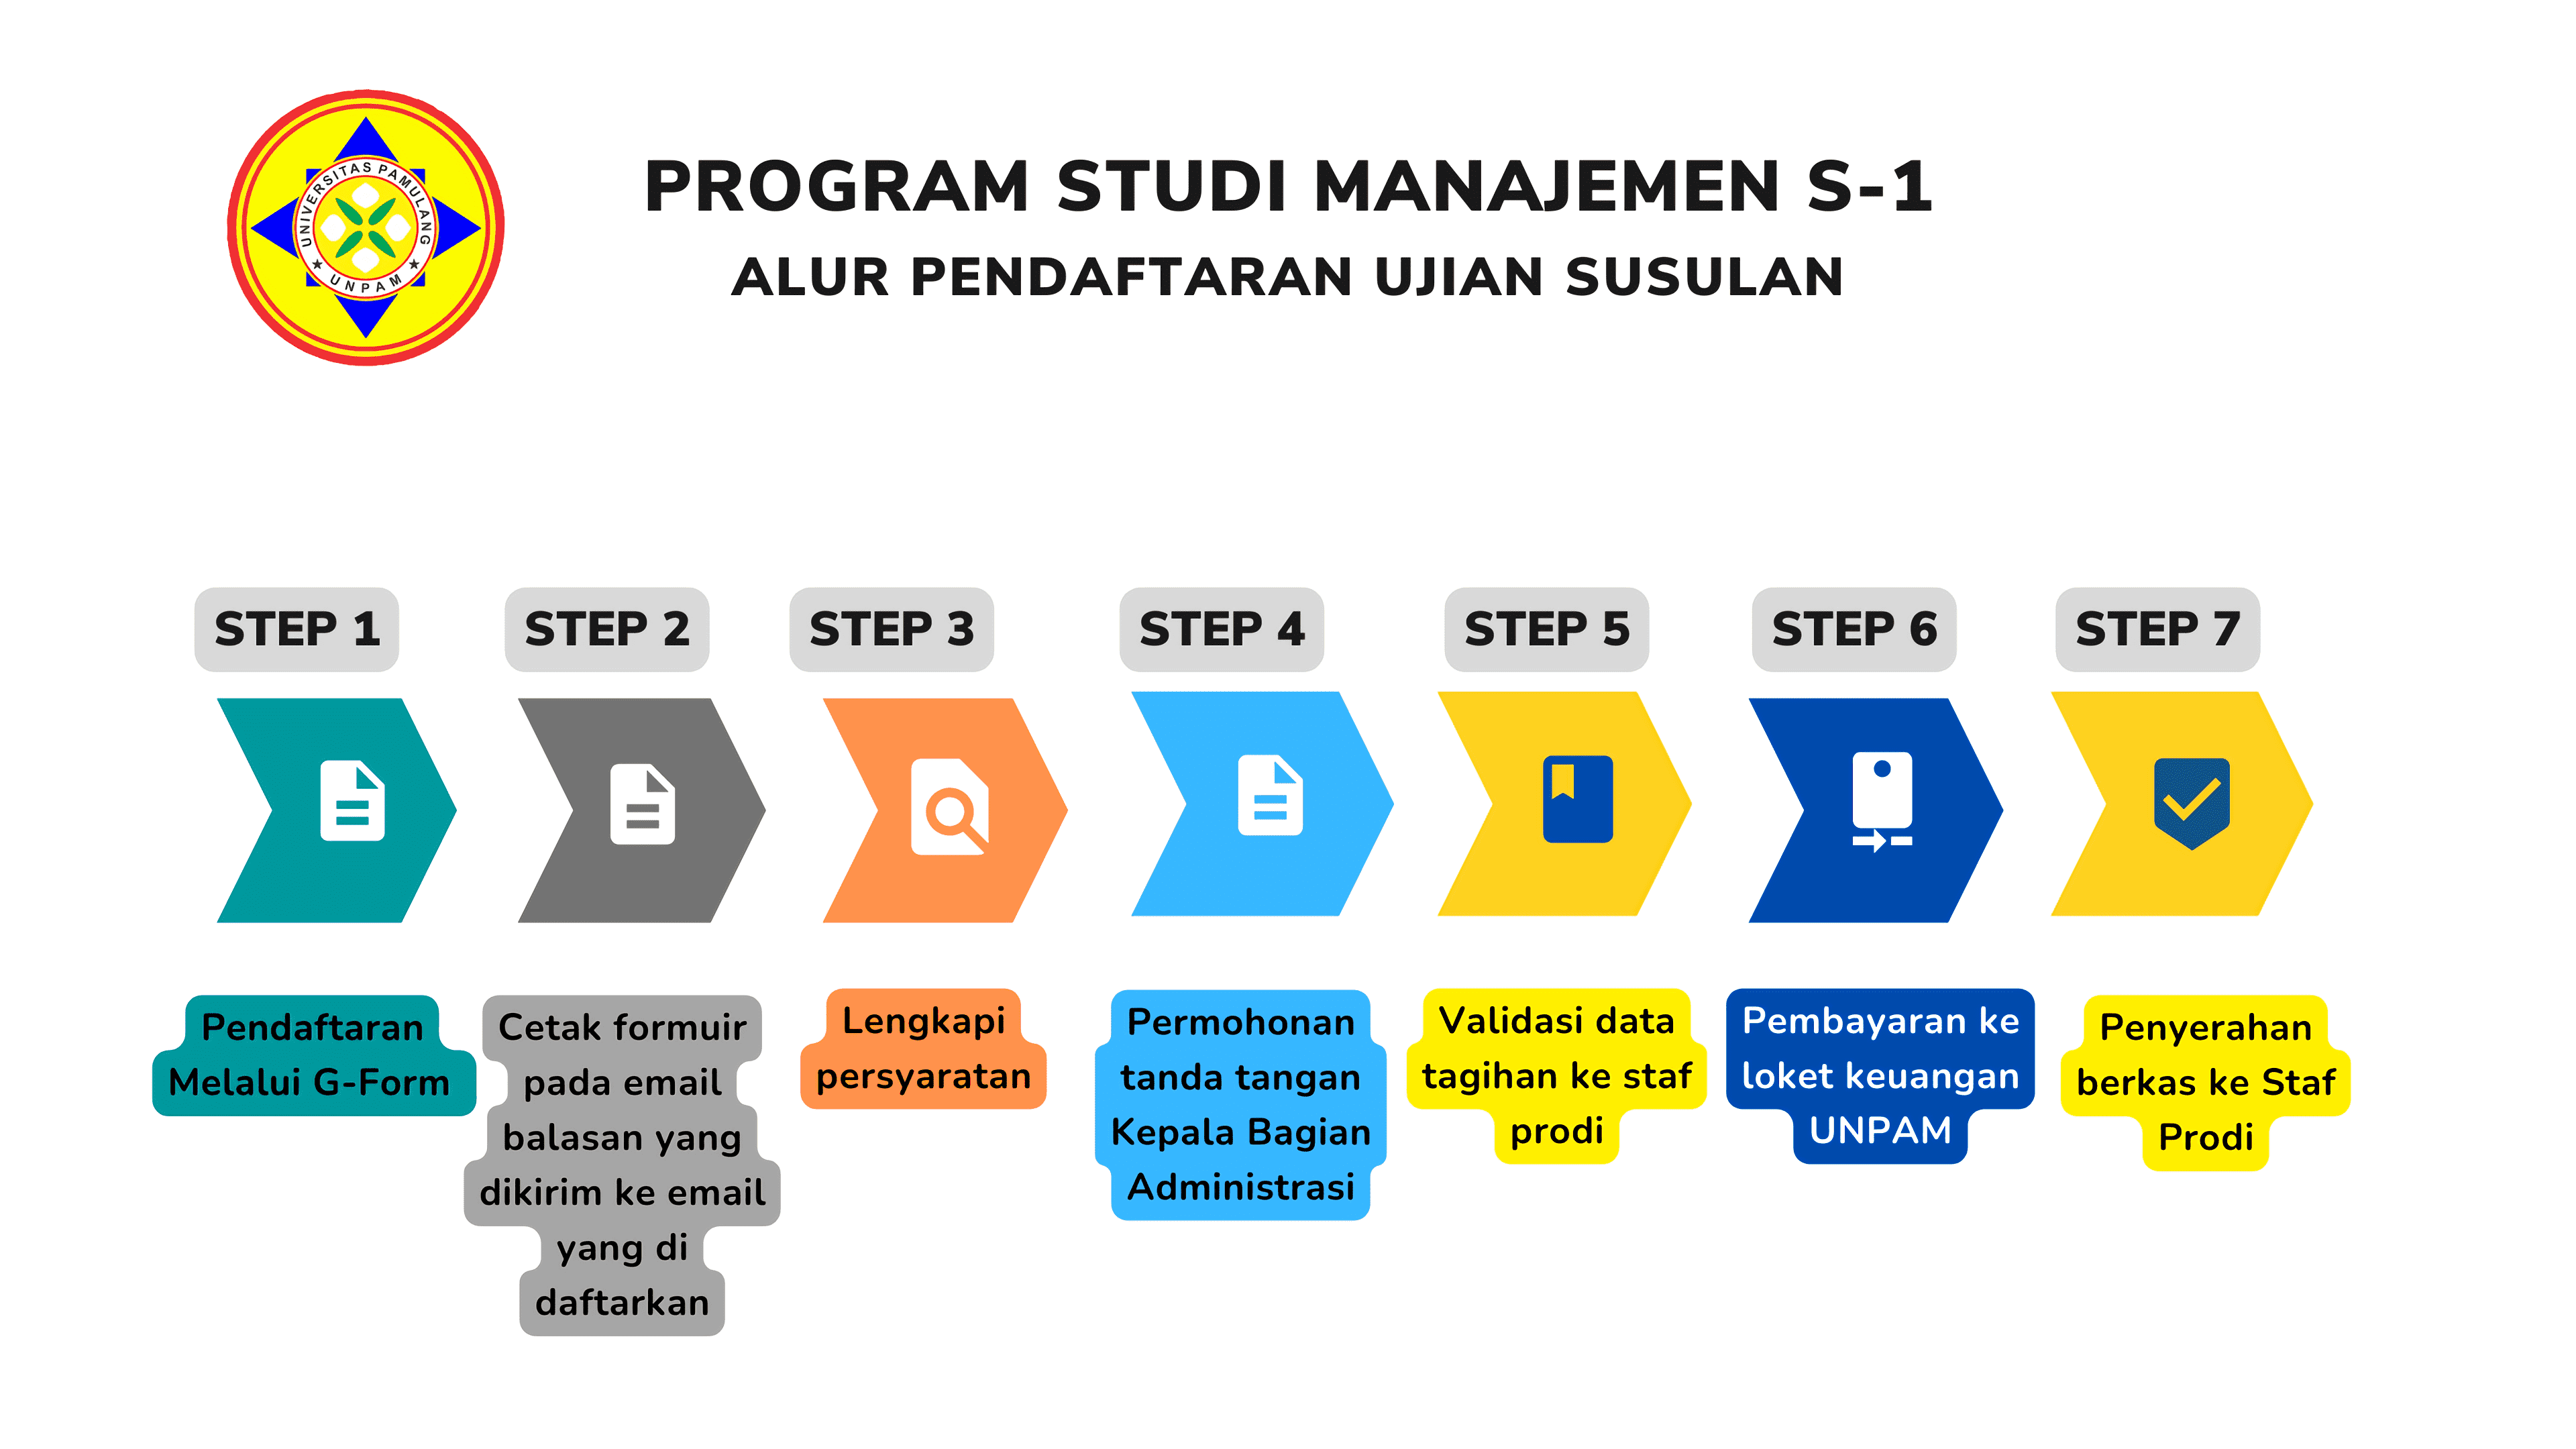 UNIVERSITAS PAMULANG
UNPAM
PROGRAM STUDI MANAJEMEN S-1
ALUR PENDAFTARAN UJIAN SUSULAN
STEP 1
STEP 2
STEP 3
STEP 4
STEP 5
STEP 6
STEP 7
Pendaftaran
Melalui G-Form
Cetak formuir
pada email
balasan yang
dikirim ke email
yang di
daftarkan
Lengkapi
persyaratan
Permohonan
tanda tangan
Kepala Bagian
Administrasi
Validasi data
tagihan ke staf
prodi
Pembayaran ke
loket keuangan
UNPAM
Penyerahan
berkas ke Staf
Prodi